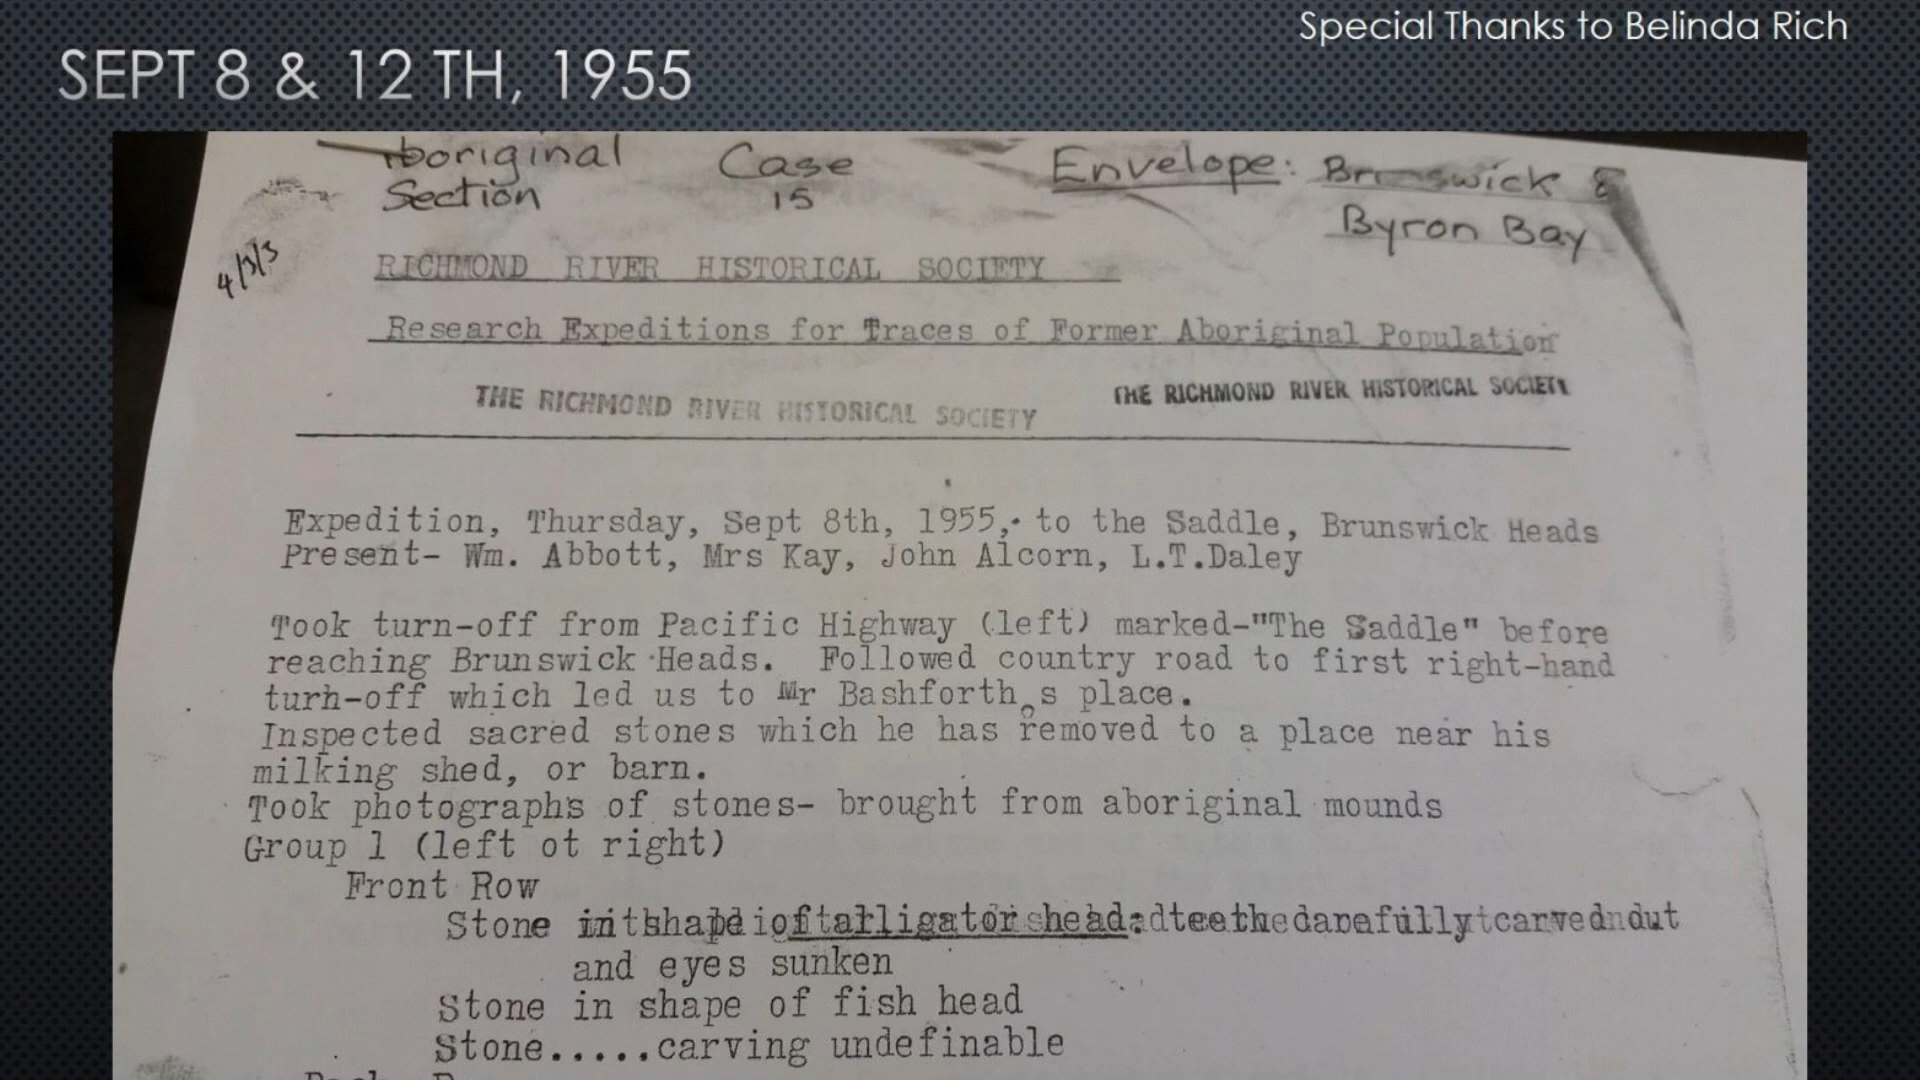 Special Thanks to Belinda Rich
SEPT 8 & 12 TH, 1955
boriginal Case Envelope: Brunswick &
Section 15 Byron Bay
4/3/3
RICHMOND RIVER HISTORICAL SOCIETY
Research Expeditions for Traces of Former Aboriginal Population
THE RICHMOND RIVER HISTORICAL SOCIETY
THE RICHMOND RIVER HISTORICAL SOCIETY
Expedition, Thursday, Sept 8th, 1955, to the Saddle, Brunswick Heads
Present- Wm. Abbott, Mrs Kay, John Alcorn, L.T.Daley
Took turn-off from Pacific Highway (left) marked-"The Saddle" before
reaching Brunswick Heads. Followed country road to first right-hand
turh-off which led us to Mr Bashforth,s place.
Inspected sacred stones which he has removed to a place near his
milking shed, or barn.
Took photographs of stones- brought from aboriginal mounds
Group 1 (left ot right)
Front Row
Stone
and eyes sunken
Stone in shape of fish head
Stone.....carving undefinable